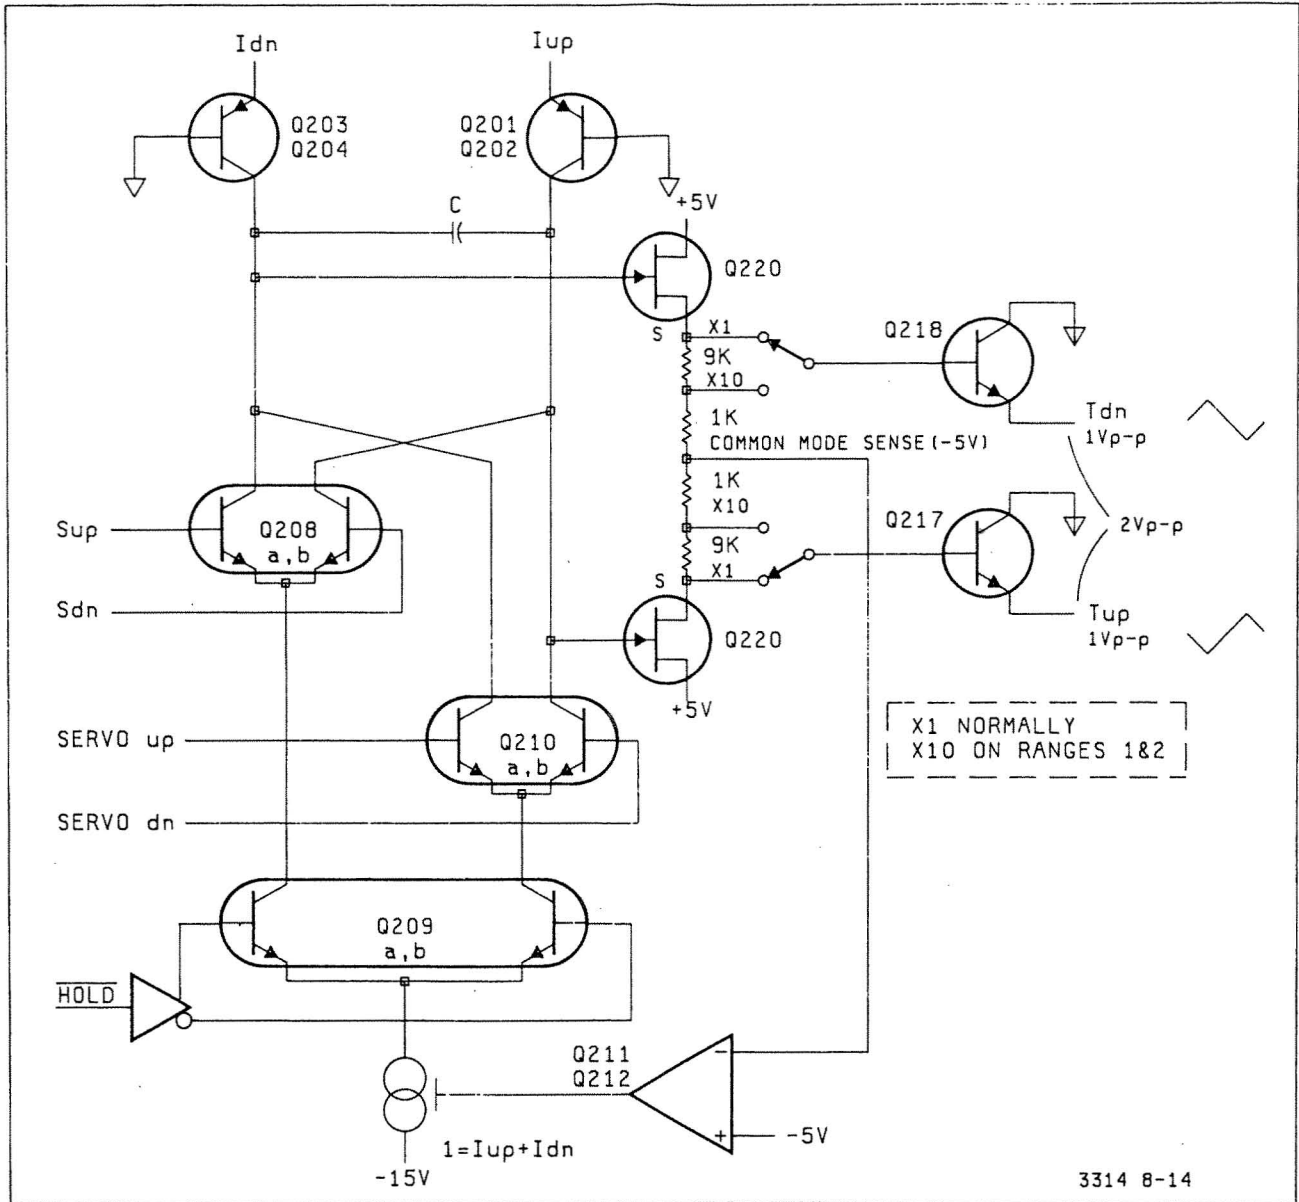 Idn
Iup
Q203
Q204
Q201
Q202
C
+5V
Q220
S
X1
9K
X10
1K
COMMON MODE SENSE(-5V)
1K
X10
9K
X1
S
Q220
+5V
Q218
Tdn
1Vp-p
2Vp-p
Q217
Tup
1Vp-p
Sup
Q208
a,b
Sdn
SERVO up
Q210
a,b
SERVO dn
X1 NORMALLY
X10 ON RANGES 1&2
Q209
a,b
HOLD
Q211
Q212
-
+
-5V
1=Iup+Idn
-15V
3314 8-14